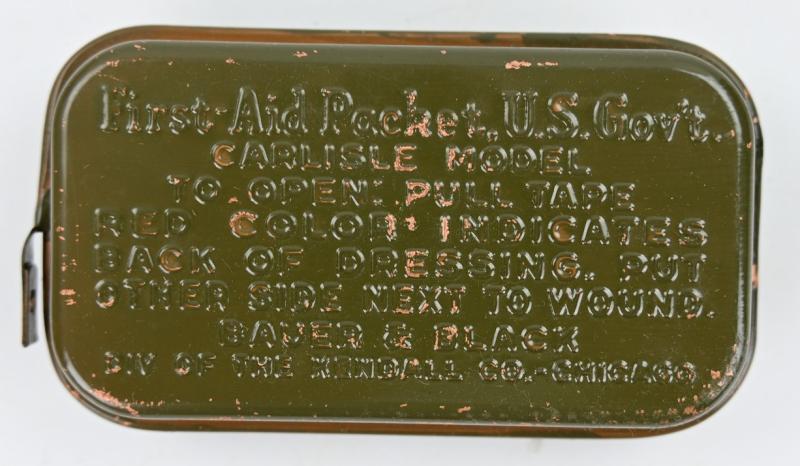 First-Aid Packet, U.S. Gov't.
CARLISLE MODEL
TO OPEN: PULL TAPE
RED COLOR INDICATES
BACK OF DRESSING. PUT
OTHER SIDE NEXT TO WOUND.
BAUER & BLACK
DIV OF THE KENDALL CO.-CHICAGO